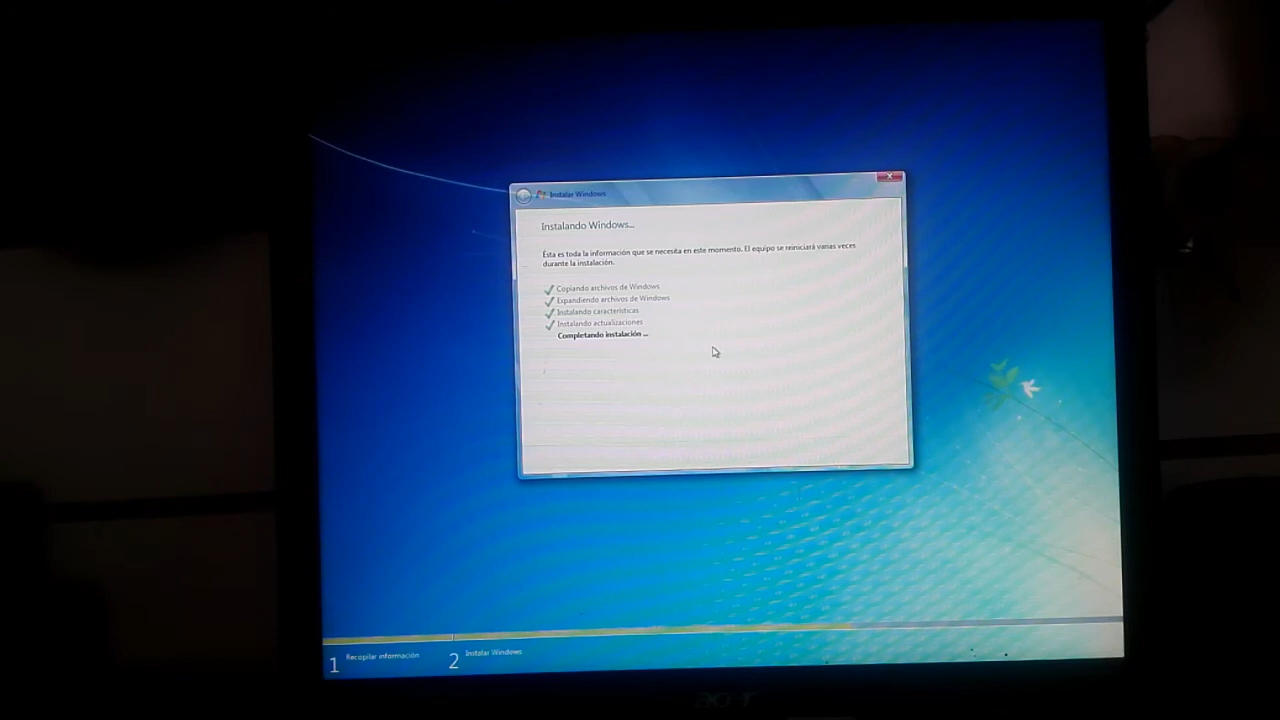 Instalar Windows
Instalando Windows...
Ésta es toda la información que se necesita en este momento. El equipo se reiniciará varias veces
durante la instalación.
Copiando archivos de Windows
Expandiendo archivos de Windows
Instalando características
Instalando actualizaciones
Completando instalación ...
1 Recopilar información
2 Instalar Windows
acer